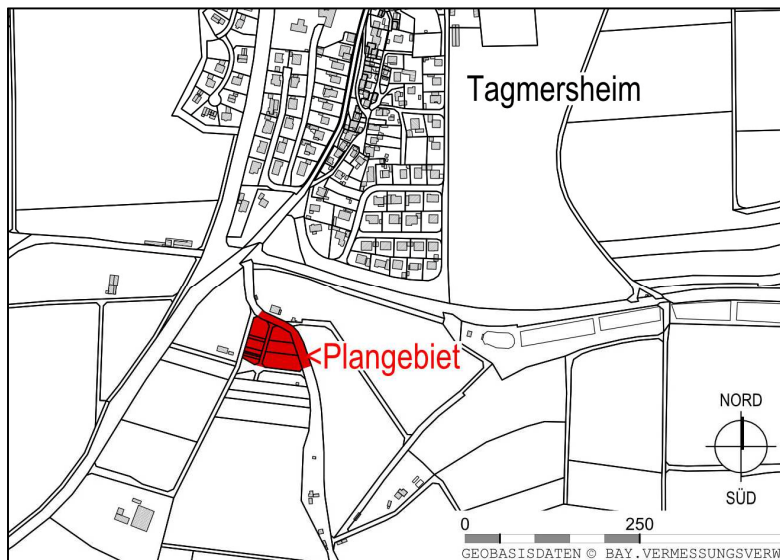 Tagmersheim
<Plangebiet
NORD
SÜD
0 250
GEOBASISDATEN © BAY.VERMESSUNGSVERW